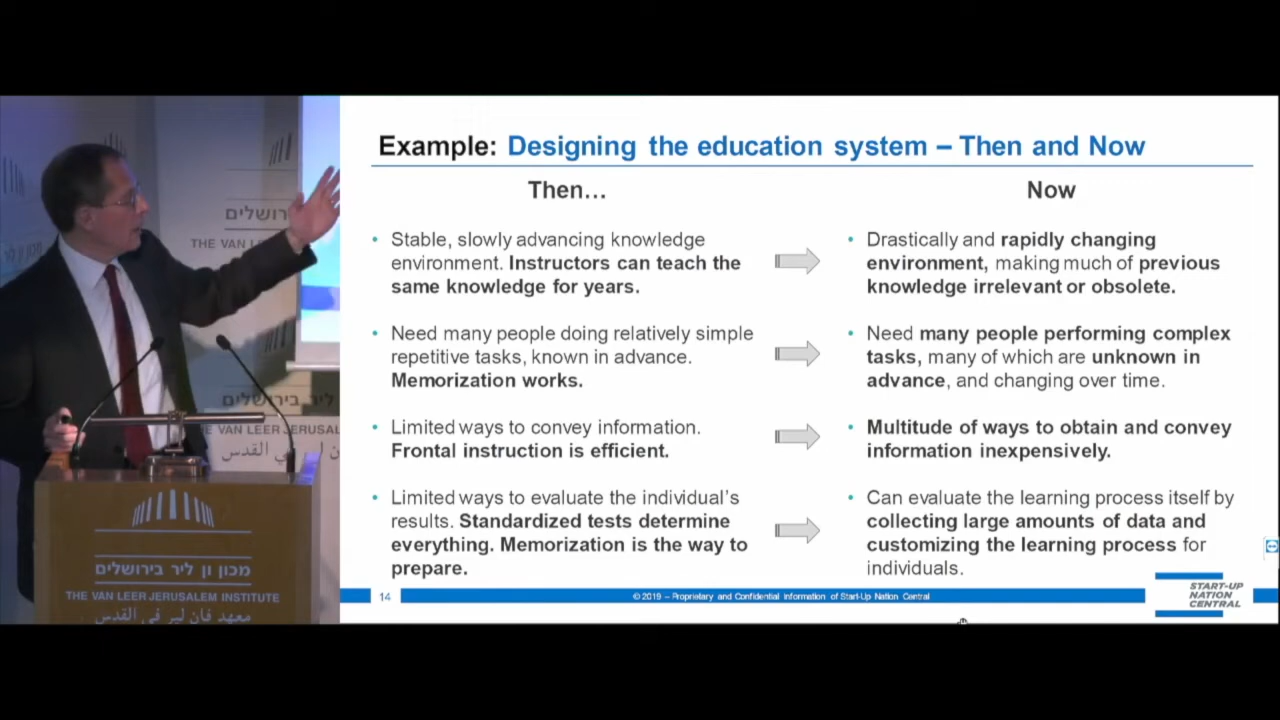 Example: Designing the education system – Then and Now
Then…
Now
• Stable, slowly advancing knowledge
environment. Instructors can teach the
same knowledge for years.
• Drastically and rapidly changing
environment, making much of previous
knowledge irrelevant or obsolete.
• Need many people doing relatively simple
repetitive tasks, known in advance.
Memorization works.
• Need many people performing complex
tasks, many of which are unknown in
advance, and changing over time.
• Limited ways to convey information.
Frontal instruction is efficient.
• Multitude of ways to obtain and convey
information inexpensively.
• Limited ways to evaluate the individual's
results. Standardized tests determine
everything. Memorization is the way to
prepare.
• Can evaluate the learning process itself by
collecting large amounts of data and
customizing the learning process for
individuals.
14
© 2019 – Proprietary and Confidential Information of Start-Up Nation Central
START-UP
NATION
CENTRAL
THE VAN
ליר בירושלים
VAN LEER JERUSAL
في القدس
מכון ון ליר בירושלים
THE VAN LEER JERUSALEM INSTITUTE
معهد فان لير في القدس